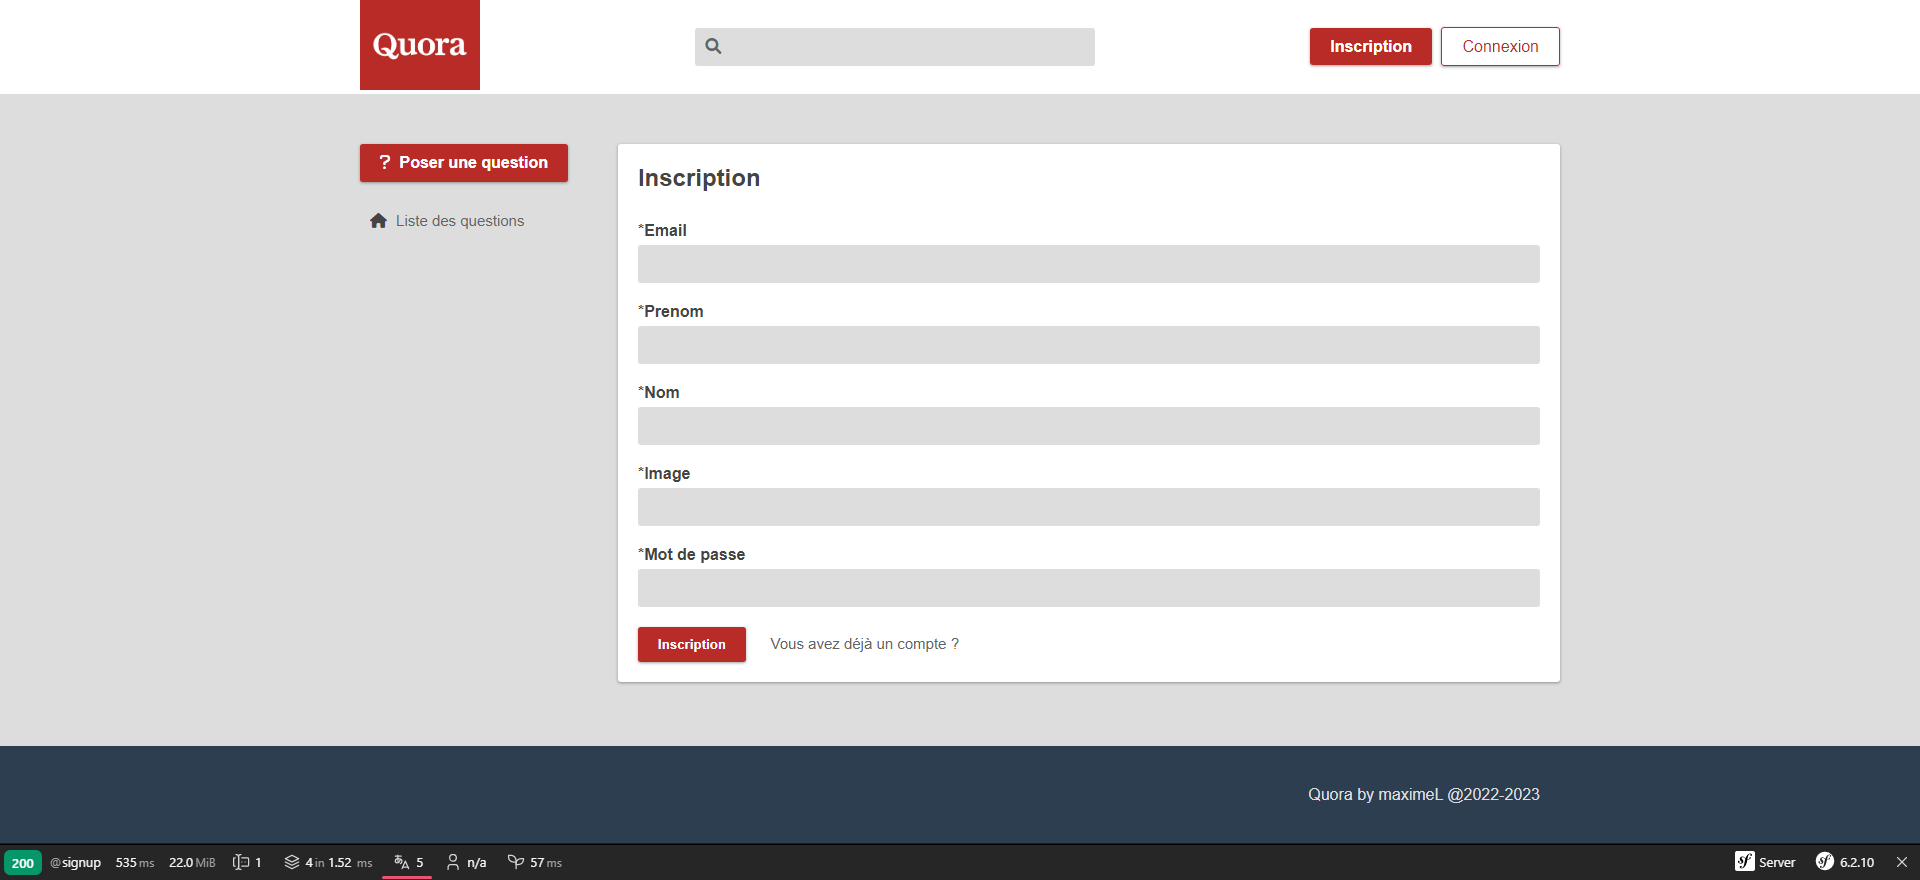 Quora
Inscription
Connexion
? Poser une question
Liste des questions
Inscription
*Email
*Prenom
*Nom
*Image
*Mot de passe
Inscription
Vous avez déjà un compte ?
Quora by maximeL @2022-2023
200 @signup 535 ms 22.0 MiB 1 4 in 1.52 ms 5 n/a 57 ms
sf Server sf 6.2.10